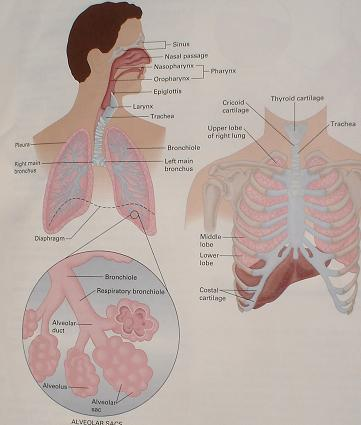 Sinus
Nasal passage
Nasopharynx
Oropharynx
Pharynx
Epiglottis
Larynx
Trachea
Pleura
Right main
bronchus
Bronchiole
Left main
bronchus
Diaphragm
Cricoid
cartilage
Thyroid cartilage
Trachea
Upper lobe
of right lung
Middle
lobe
Lower
lobe
Costal
cartilage
Bronchiole
Respiratory bronchiole
Alveolar
duct
Alveolus
Alveolar
sac
ALVEOLAR SACS